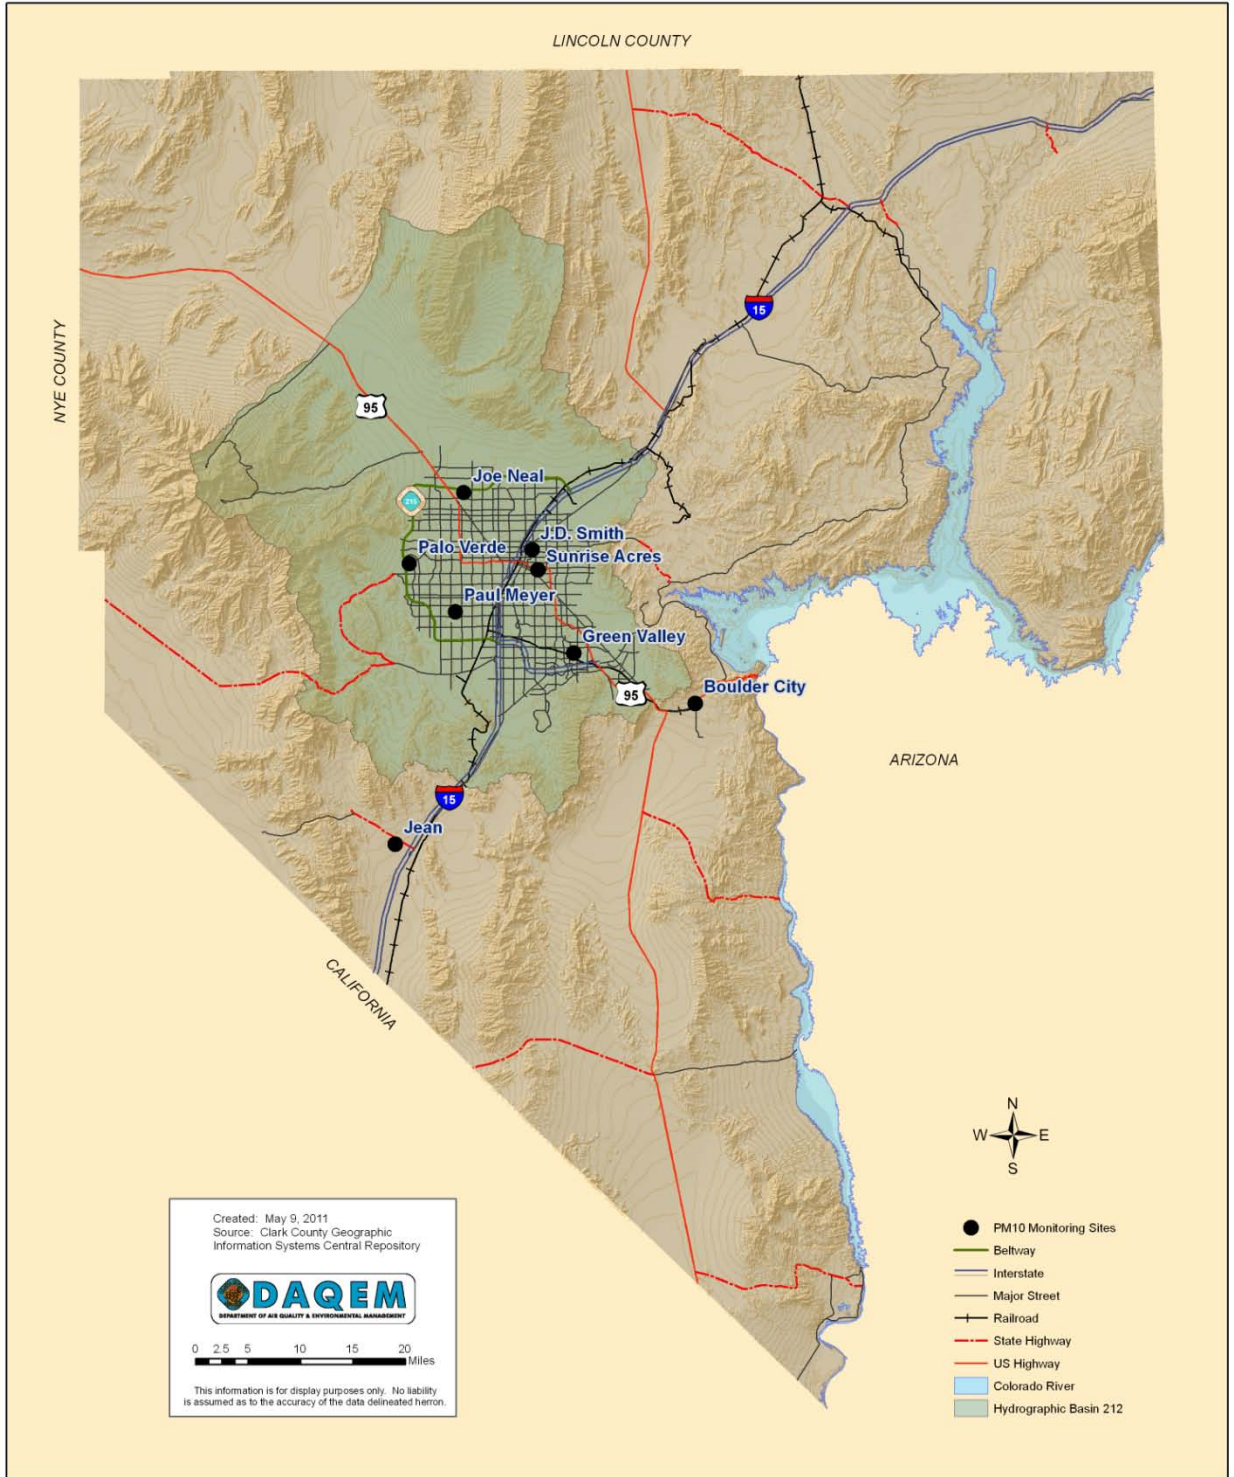 LINCOLN COUNTY
NYE COUNTY
15
95
Joe Neal
215
J.D. Smith
Palo Verde
Sunrise Acres
Paul Meyer
Green Valley
95
Boulder City
ARIZONA
15
Jean
CALIFORNIA
N
W E
S
Created: May 9, 2011
Source: Clark County Geographic
Information Systems Central Repository
DAQEM
DEPARTMENT OF AIR QUALITY & ENVIRONMENTAL MANAGEMENT
0 2.5 5 10 15 20
Miles
This information is for display purposes only. No liability
is assumed as to the accuracy of the data delineated herron.
PM10 Monitoring Sites
Beltway
Interstate
Major Street
Railroad
State Highway
US Highway
Colorado River
Hydrographic Basin 212